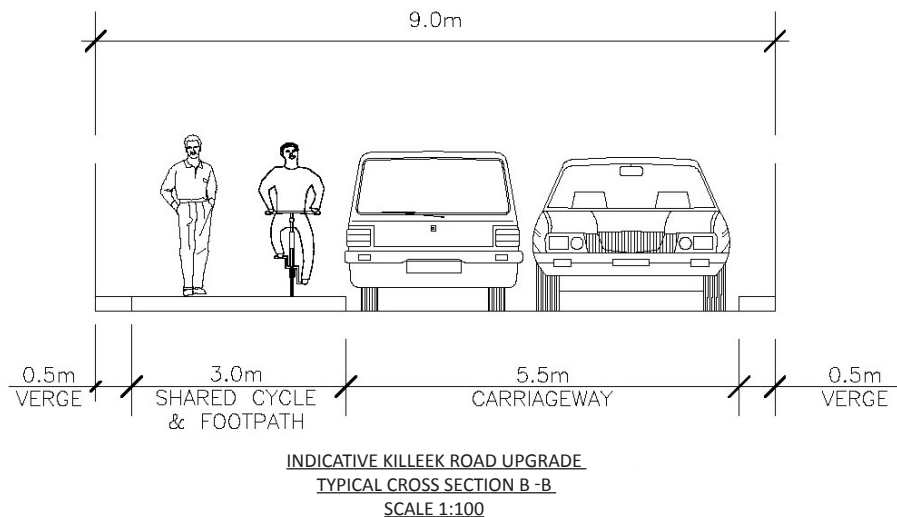 9.0m
0.5m
VERGE
3.0m
SHARED CYCLE
& FOOTPATH
5.5m
CARRIAGEWAY
0.5m
VERGE
INDICATIVE KILLEEK ROAD UPGRADE
TYPICAL CROSS SECTION B -B
SCALE 1:100